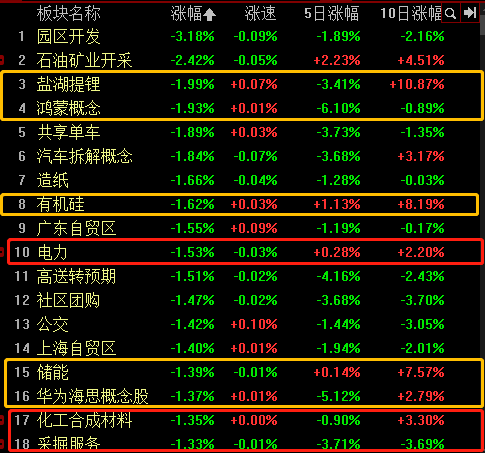 板块名称 涨幅 涨速 5日涨幅 10日涨幅
1 园区开发 -3.18% -0.09% -1.89% -2.16%
2 石油矿业开采 -2.42% -0.05% +2.23% +4.51%
3 盐湖提锂 -1.99% +0.07% -3.41% +10.87%
4 鸿蒙概念 -1.93% +0.01% -6.10% -0.89%
5 共享单车 -1.89% +0.03% -3.73% -1.35%
6 汽车拆解概念 -1.84% -0.07% -3.68% +3.17%
7 造纸 -1.66% -0.04% -1.28% -0.03%
8 有机硅 -1.62% +0.03% +1.13% +8.19%
9 广东自贸区 -1.55% +0.09% -1.19% -0.17%
10 电力 -1.53% -0.03% +0.28% +2.20%
11 高送转预期 -1.51% -0.02% -4.16% -2.43%
12 社区团购 -1.47% -0.02% -3.68% -3.70%
13 公交 -1.42% +0.10% -1.44% -3.05%
14 上海自贸区 -1.40% +0.01% -1.94% -2.01%
15 储能 -1.39% -0.01% +0.14% +7.57%
16 华为海思概念股 -1.37% +0.01% -5.12% +2.79%
17 化工合成材料 -1.35% +0.00% -0.90% +3.30%
18 采掘服务 -1.33% -0.01% -3.71% -3.69%